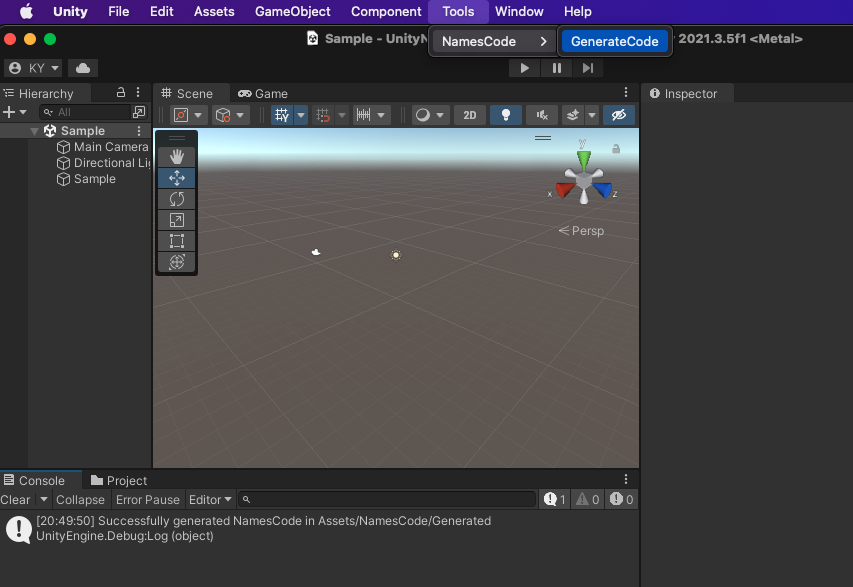 Unity File Edit Assets GameObject Component Tools Window Help
Sample - UnityN
NamesCode
GenerateCode
2021.3.5f1 <Metal>
KY
Hierarchy
Scene
Game
Inspector
All
2D
Sample
Main Camera
Directional Li
Sample
y
x
z
Persp
Console
Project
Clear Collapse Error Pause Editor
1 0 0
[20:49:50] Successfully generated NamesCode in Assets/NamesCode/Generated
UnityEngine.Debug:Log (object)